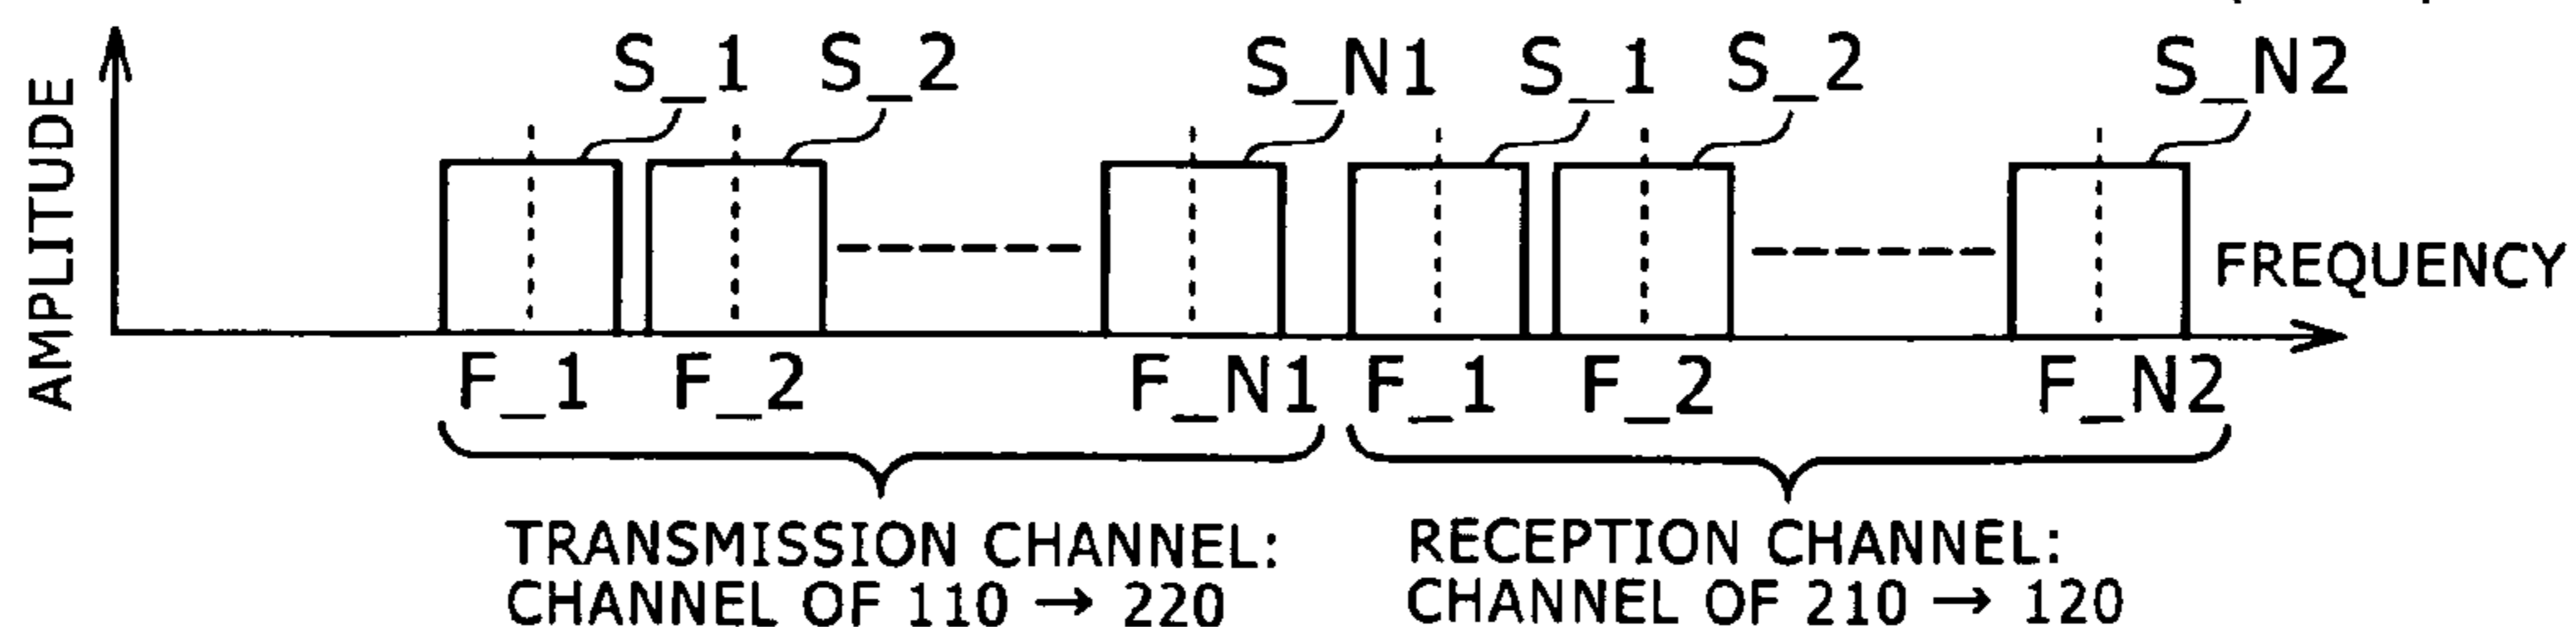 AMPLITUDE
S_1 S_2 S_N1 S_1 S_2 S_N2
FREQUENCY
F_1 F_2 F_N1 F_1 F_2 F_N2
TRANSMISSION CHANNEL:
CHANNEL OF 110 → 220
RECEPTION CHANNEL:
CHANNEL OF 210 → 120